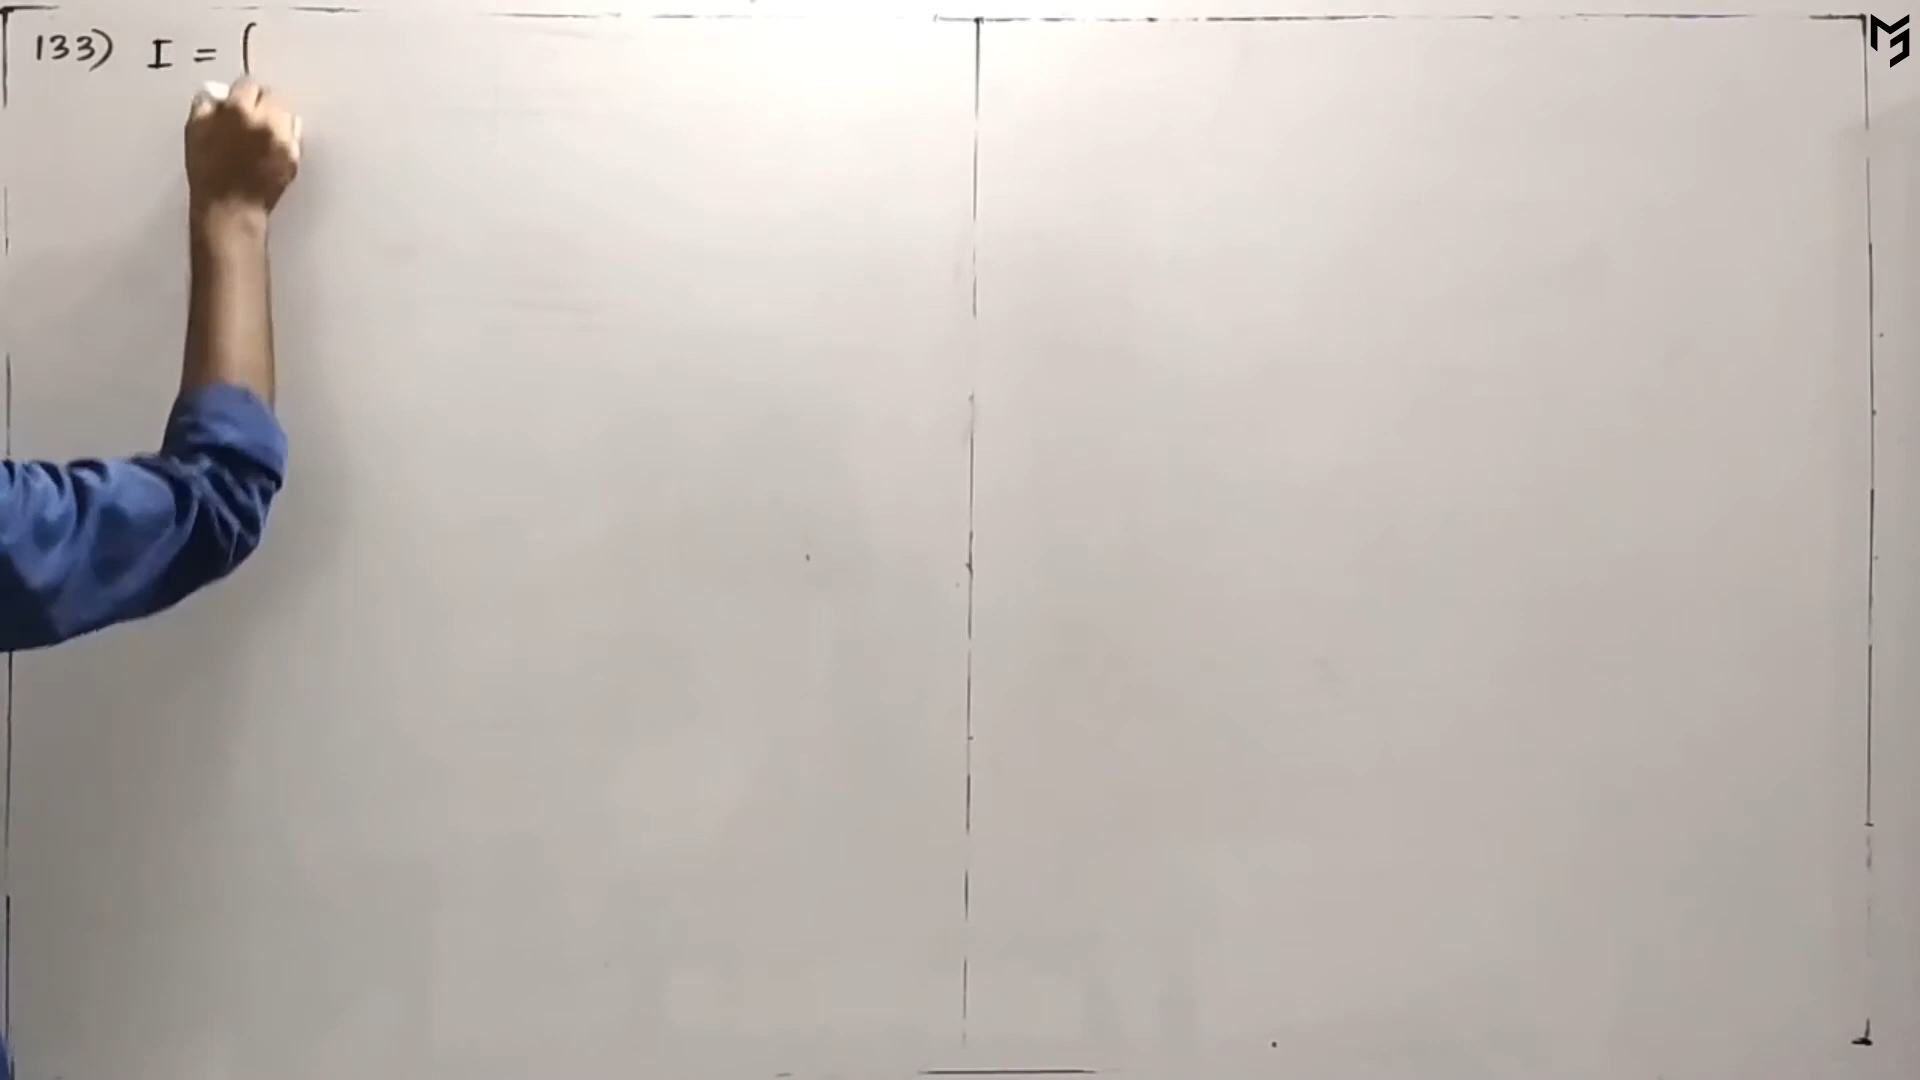 133) I = ∫